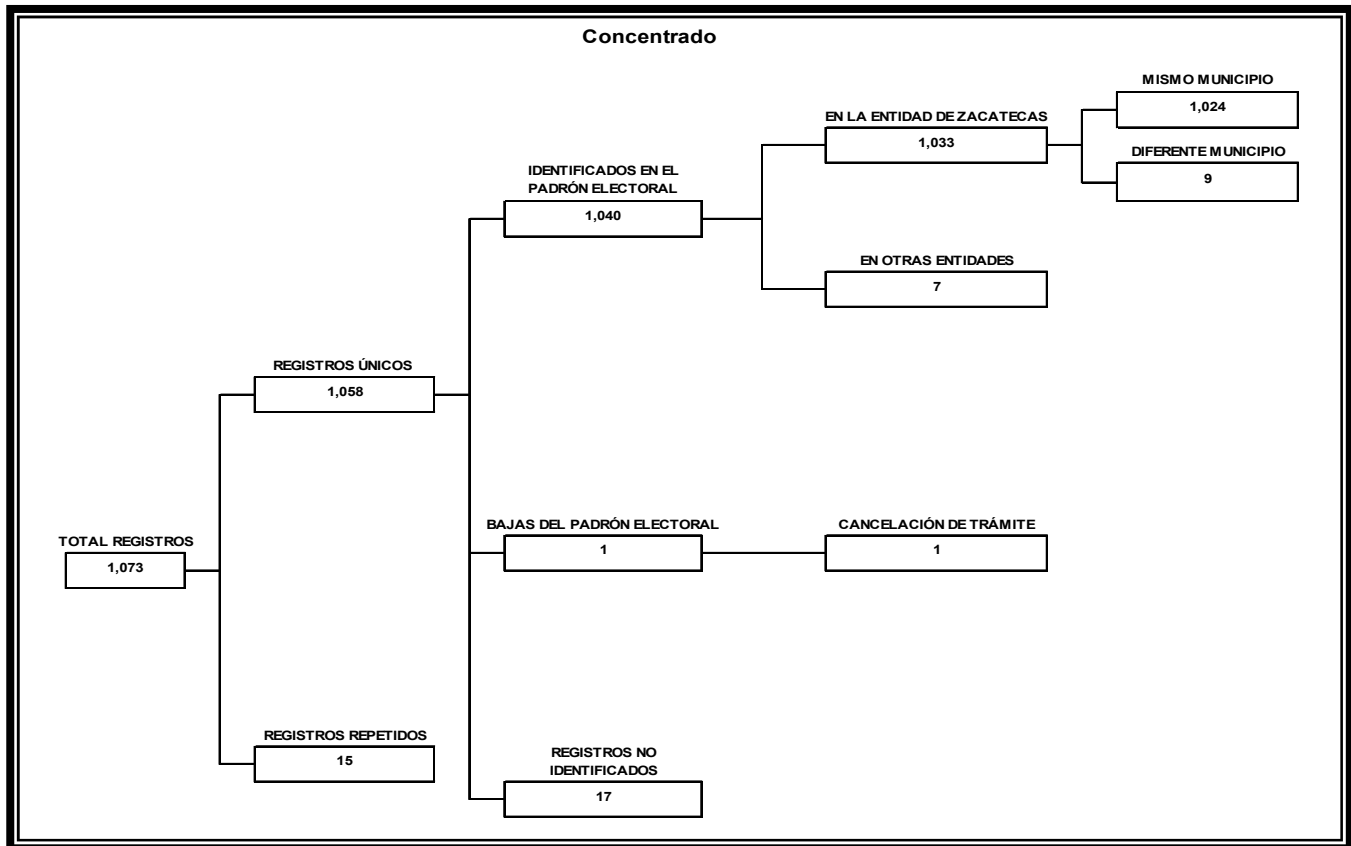 Concentrado
MISMO MUNICIPIO
1,024
EN LA ENTIDAD DE ZACATECAS
1,033
DIFERENTE MUNICIPIO
9
IDENTIFICADOS EN EL
PADRÓN ELECTORAL
1,040
EN OTRAS ENTIDADES
7
REGISTROS ÚNICOS
1,058
BAJAS DEL PADRÓN ELECTORAL
1
CANCELACIÓN DE TRÁMITE
1
TOTAL REGISTROS
1,073
REGISTROS REPETIDOS
15
REGISTROS NO
IDENTIFICADOS
17